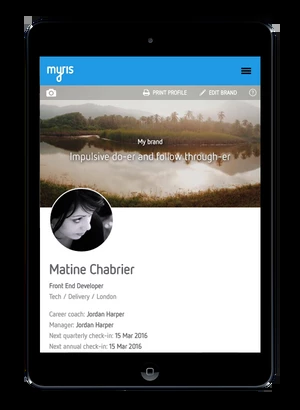 myris
PRINT PROFILE
EDIT BRAND
?
My brand
Impulsive do-er and follow through-er
Matine Chabrier
Front End Developer
Tech / Delivery / London
Career coach: Jordan Harper
Manager: Jordan Harper
Next quarterly check-in: 15 Mar 2016
Next annual check-in: 15 Mar 2016